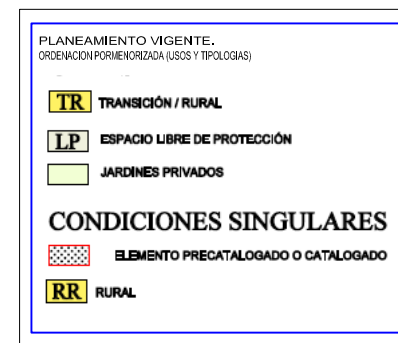 PLANEAMIENTO VIGENTE.
ORDENACION PORMENORIZADA (USOS Y TIPOLOGIAS)
TR TRANSICIÓN / RURAL
LP ESPACIO LIBRE DE PROTECCIÓN
JARDINES PRIVADOS
CONDICIONES SINGULARES
ELEMENTO PRECATALOGADO O CATALOGADO
RR RURAL